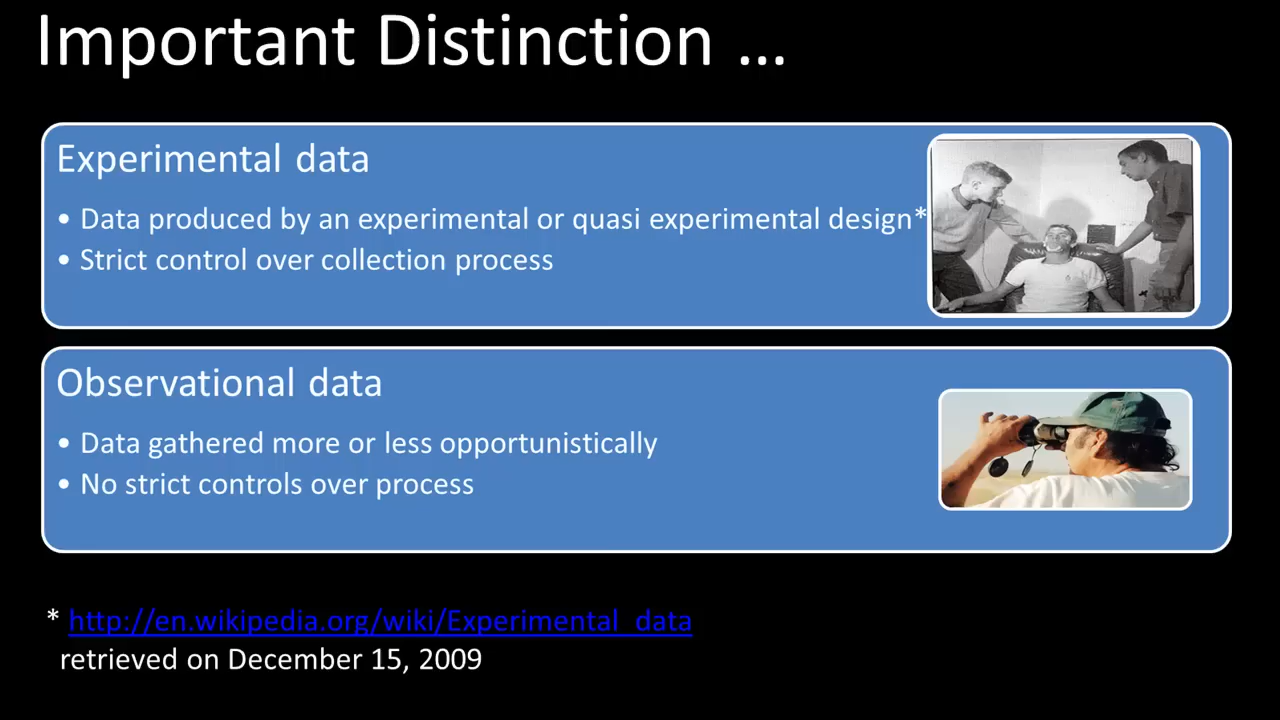 Important Distinction ...
Experimental data
• Data produced by an experimental or quasi experimental design*
• Strict control over collection process
Observational data
• Data gathered more or less opportunistically
• No strict controls over process
* http://en.wikipedia.org/wiki/Experimental_data
retrieved on December 15, 2009